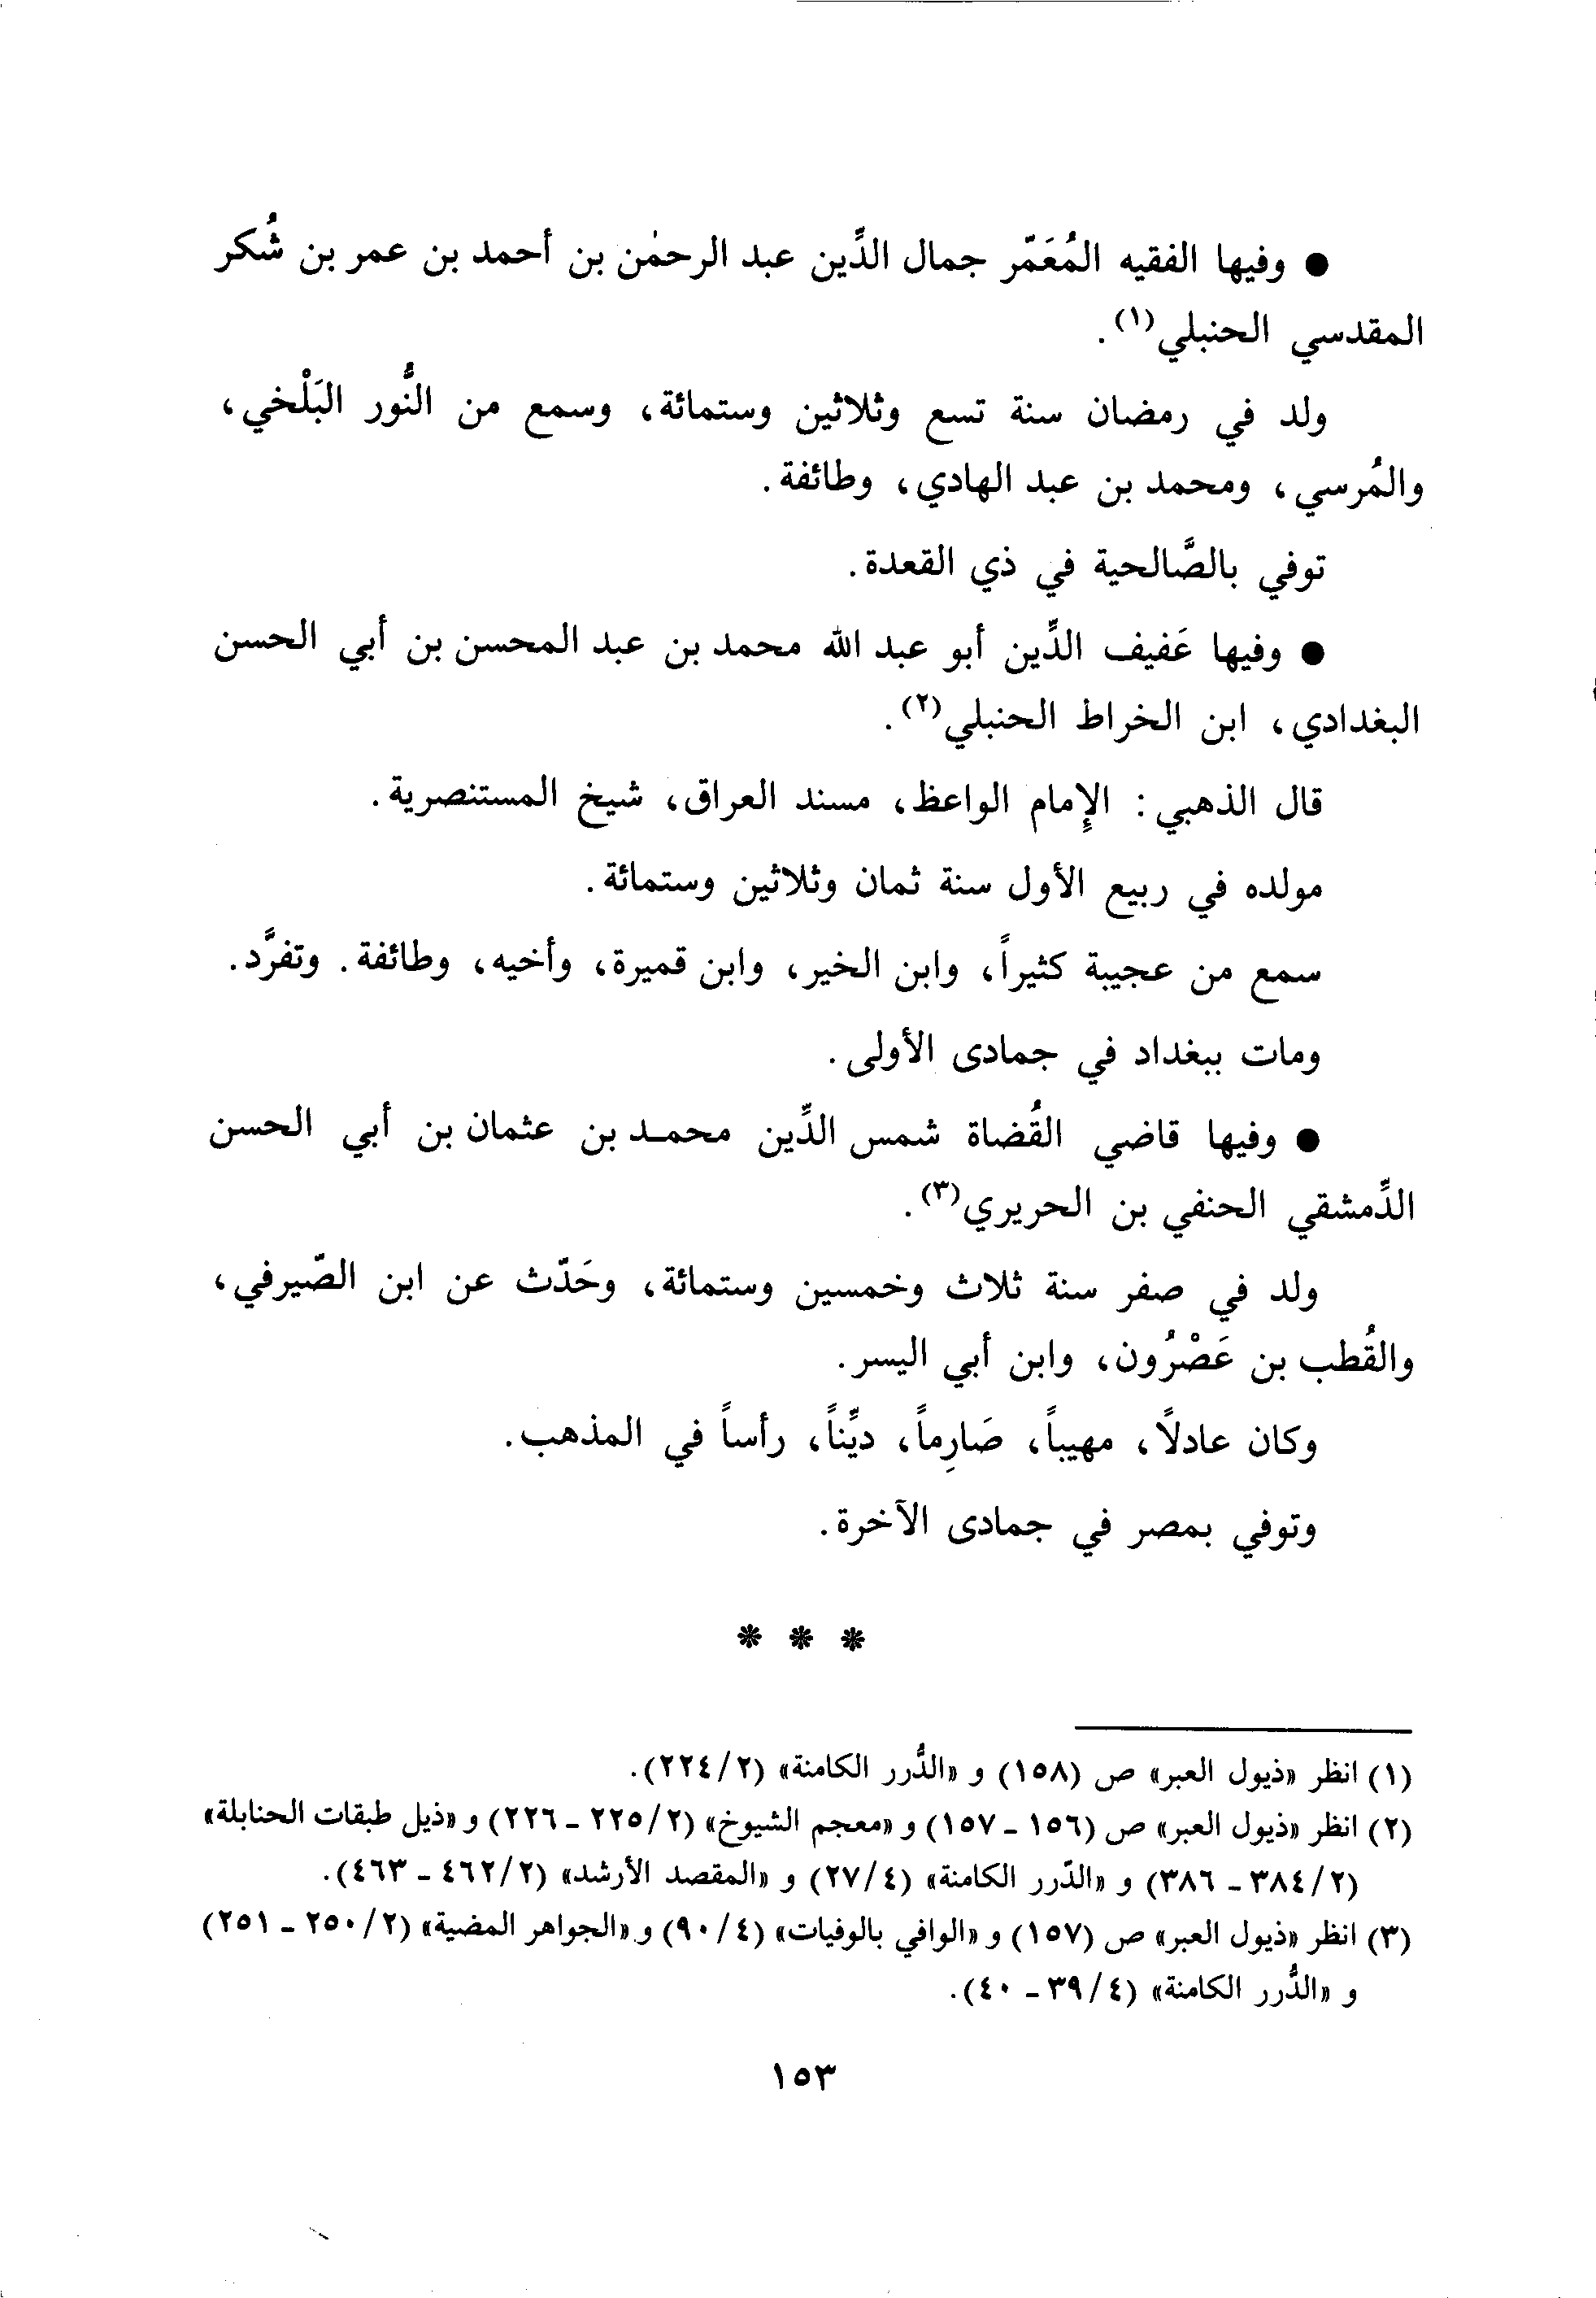 ● وفيها الفقيه المُعَمّر جمال الدِّين عبد الرحمٰن بن أحمد بن عمر بن شُكر
المقدسي الحنبلي(١).
ولد في رمضان سنة تسع وثلاثين وستمائة، وسمع من النُّور البَلْخي،
والمُرسي، ومحمد بن عبد الهادي، وطائفة.
توفي بالصَّالحية في ذي القعدة.
● وفيها عَفيف الدِّين أبو عبد الله محمد بن عبد المحسن بن أبي الحسن
البغدادي، ابن الخراط الحنبلي(٢).
قال الذهبي: الإِمام الواعظ، مسند العراق، شيخ المستنصرية.
مولده في ربيع الأول سنة ثمان وثلاثين وستمائة.
سمع من عجيبة كثيراً، وابن الخير، وابن قميرة، وأخيه، وطائفة. وتفرَّد.
ومات ببغداد في جمادى الأولى.
● وفيها قاضي القُضاة شمس الدِّين محمـد بن عثمان بن أبي الحسن
الدِّمشقي الحنفي بن الحريري(٣).
ولد في صفر سنة ثلاث وخمسين وستمائة، وحَدّث عن ابن الصّيرفي،
والقُطب بن عَصْرُون، وابن أبي اليسر.
وكان عادلًا، مهيباً، صَارِماً، ديِّناً، رأساً في المذهب.
وتوفي بمصر في جمادى الآخرة.
* * *
(١) انظر «ذيول العبر» ص (١٥٨) و «الدُّرر الكامنة» (٢/٢٢٤).
(٢) انظر «ذيول العبر» ص (١٥٦ - ١٥٧) و «معجم الشيوخ» (٢/٢٢٥ - ٢٢٦) و «ذيل طبقات الحنابلة»
(٢/٣٨٤ - ٣٨٦) و «الدّرر الكامنة» (٤/٢٧) و «المقصد الأرشد» (٢/٤٦٢ - ٤٦٣).
(٣) انظر «ذيول العبر» ص (١٥٧) و «الوافي بالوفيات» (٤/٩٠) و «الجواهر المضية» (٢/٢٥٠ - ٢٥١)
و «الدُّرر الكامنة» (٤/٣٩ - ٤٠).
١٥٣